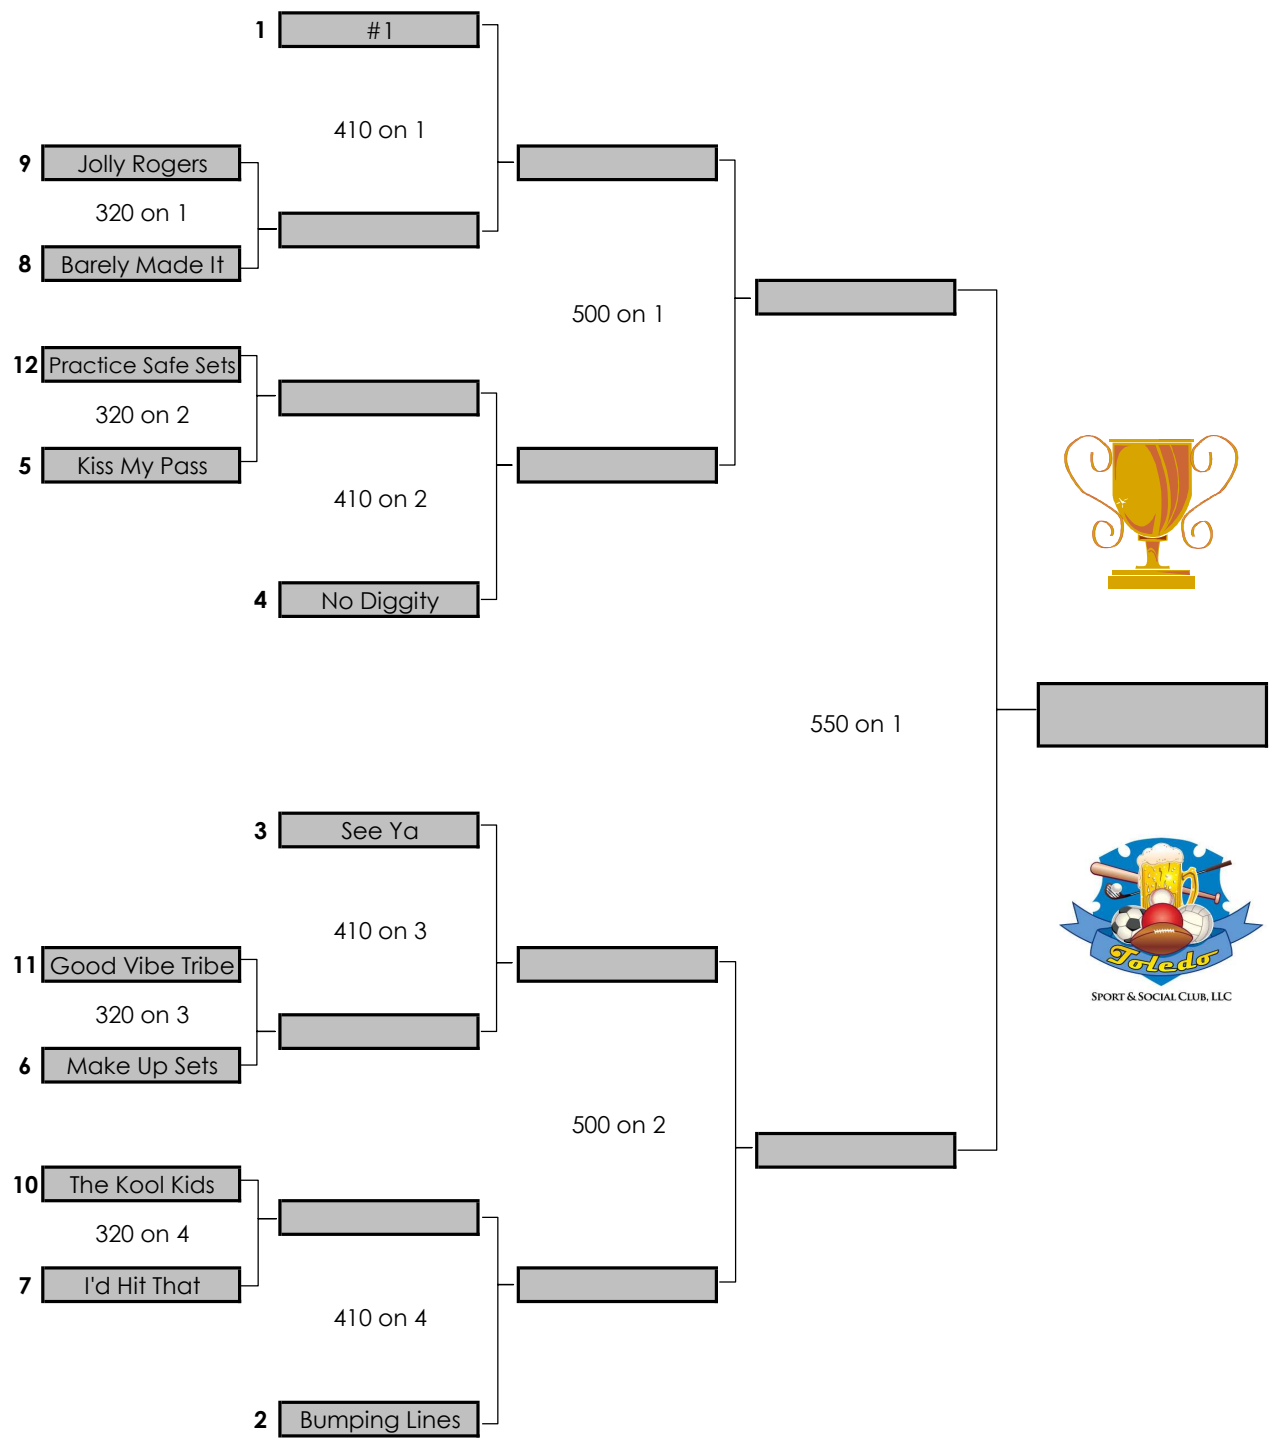 1 #1
410 on 1
9 Jolly Rogers
320 on 1
8 Barely Made It
500 on 1
12 Practice Safe Sets
320 on 2
5 Kiss My Pass
410 on 2
4 No Diggity
550 on 1
3 See Ya
410 on 3
11 Good Vibe Tribe
320 on 3
6 Make Up Sets
500 on 2
10 The Kool Kids
320 on 4
7 I'd Hit That
410 on 4
2 Bumping Lines
Toledo
SPORT & SOCIAL CLUB, LLC